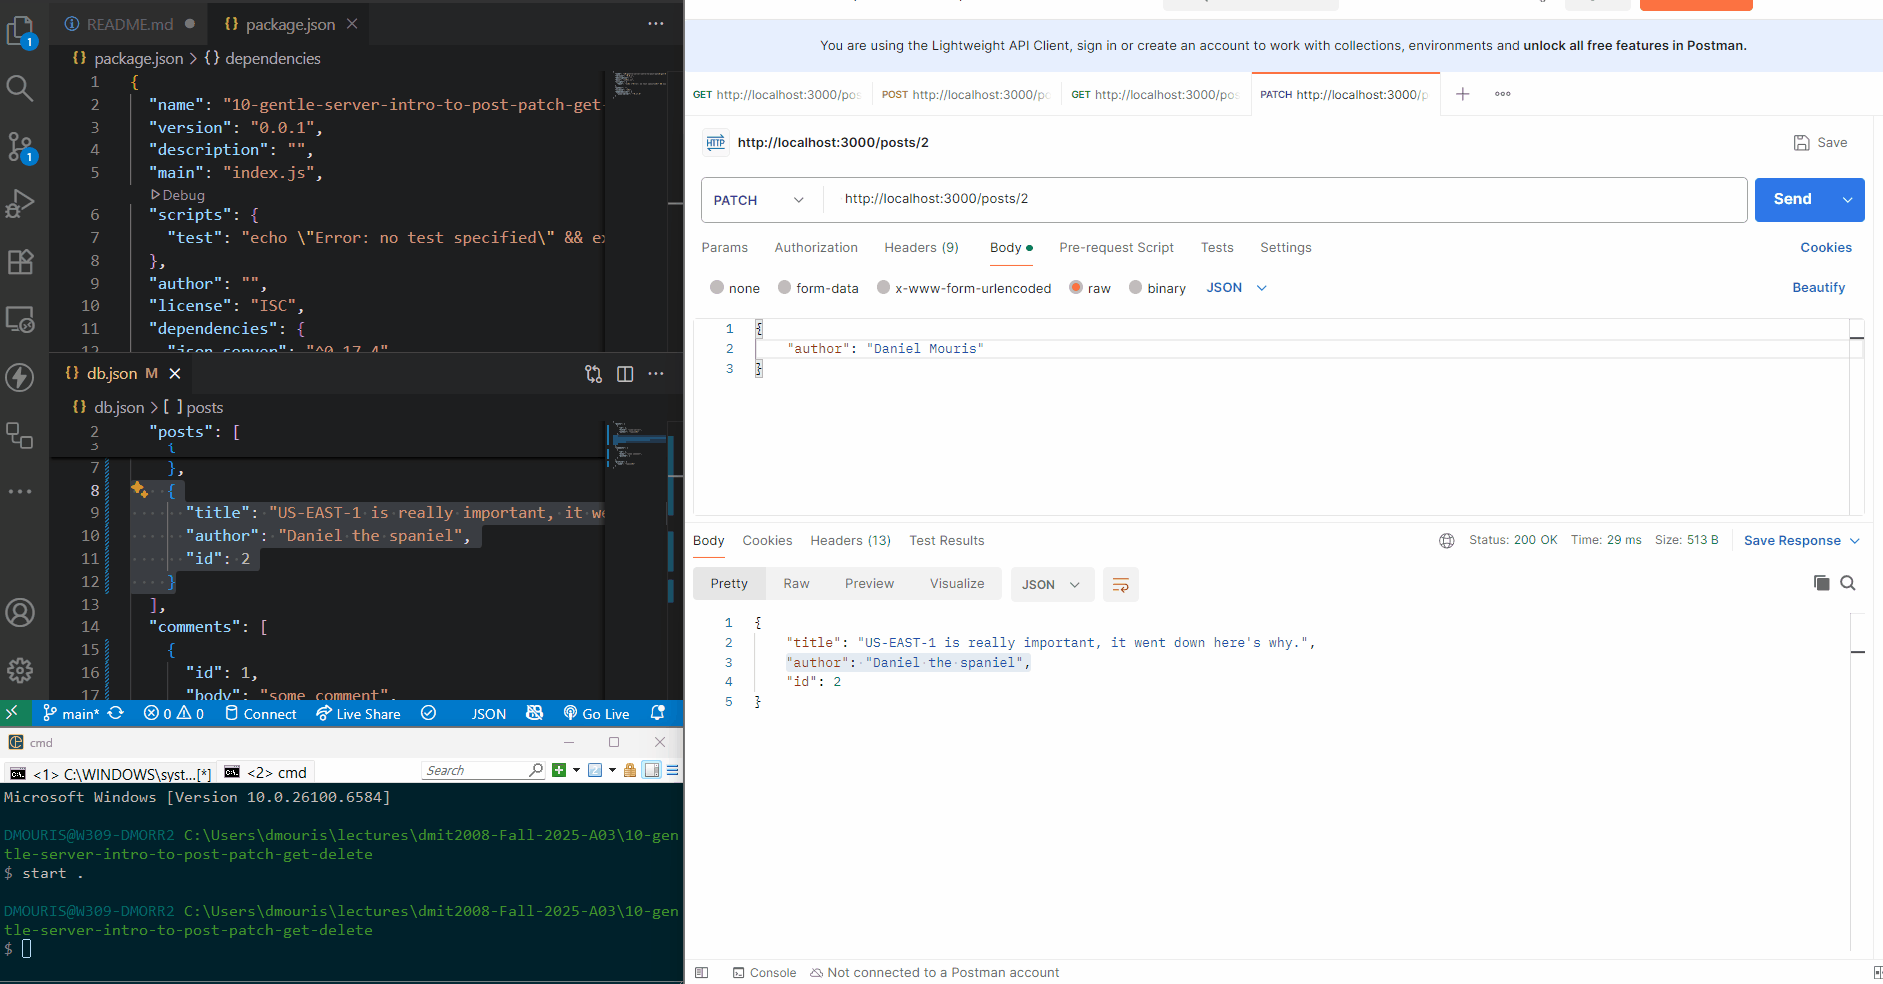 1
README.md
package.json
package.json > {} dependencies
1 {
2 "name": "10-gentle-server-intro-to-post-patch-get-
3 "version": "0.0.1",
4 "description": "",
5 "main": "index.js",
Debug
6 "scripts": {
7 "test": "echo \"Error: no test specified\" && ex
8 },
9 "author": "",
10 "license": "ISC",
11 "dependencies": {
12 "json-server": "^0.17.4"
1
db.json M
db.json > [ ] posts
2 "posts": [
3 {
7 },
8 {
9 "title": "US-EAST-1 is really important, it we
10 "author": "Daniel the spaniel",
11 "id": 2
12 }
13 ],
14 "comments": [
15 {
16 "id": 1,
17 "body": "some comment",
main* 0 0 Connect Live Share JSON Go Live
cmd
<1> C:\WINDOWS\syst...[*] <2> cmd Search
Microsoft Windows [Version 10.0.26100.6584]
DMOURIS@W309-DMORR2 C:\Users\dmouris\lectures\dmit2008-Fall-2025-A03\10-gen
tle-server-intro-to-post-patch-get-delete
$ start .
DMOURIS@W309-DMORR2 C:\Users\dmouris\lectures\dmit2008-Fall-2025-A03\10-gen
tle-server-intro-to-post-patch-get-delete
$
You are using the Lightweight API Client, sign in or create an account to work with collections, environments and unlock all free features in Postman.
GET http://localhost:3000/pos POST http://localhost:3000/pc GET http://localhost:3000/pos PATCH http://localhost:3000/p
HTTP http://localhost:3000/posts/2 Save
PATCH http://localhost:3000/posts/2 Send
Params Authorization Headers (9) Body Pre-request Script Tests Settings Cookies
none form-data x-www-form-urlencoded raw binary JSON Beautify
1 {
2 "author": "Daniel Mouris"
3 }
Body Cookies Headers (13) Test Results Status: 200 OK Time: 29 ms Size: 513 B Save Response
Pretty Raw Preview Visualize JSON
1 {
2 "title": "US-EAST-1 is really important, it went down here's why.",
3 "author": "Daniel the spaniel",
4 "id": 2
5 }
Console Not connected to a Postman account